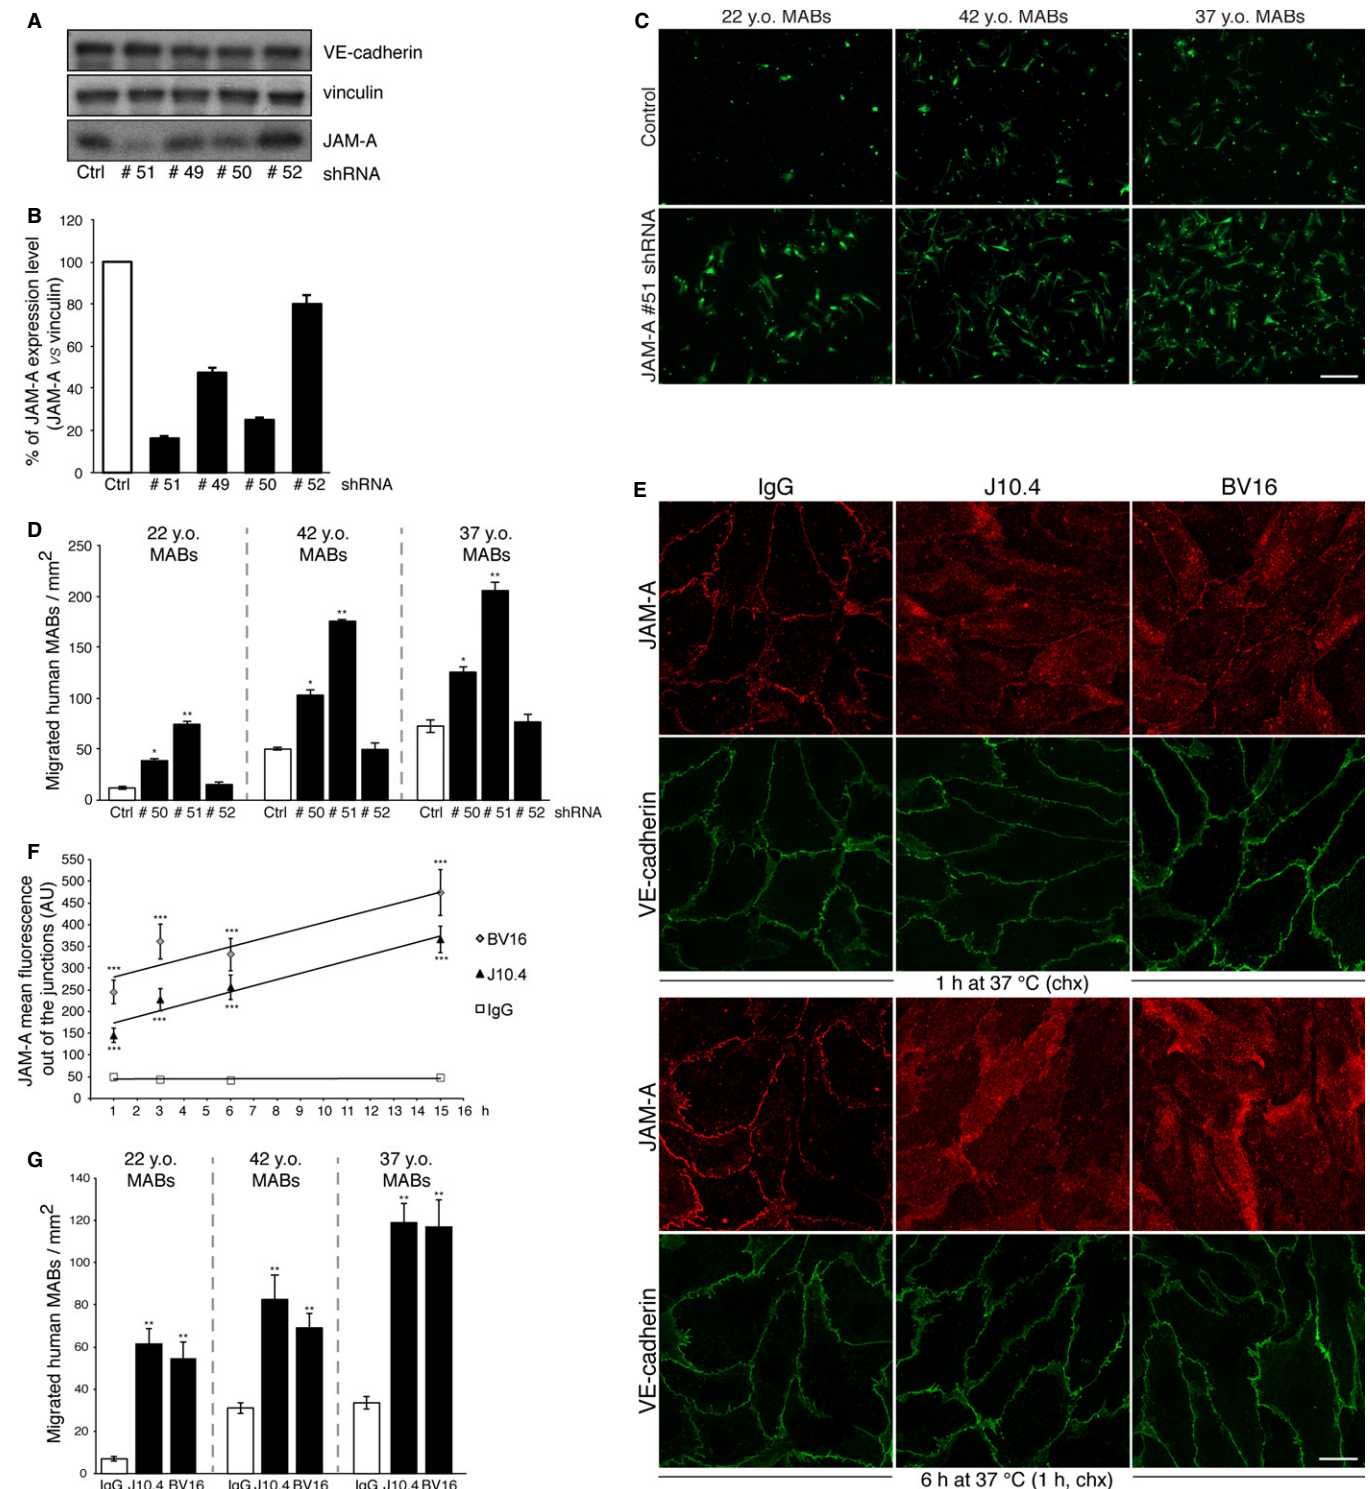 A
VE-cadherin
vinculin
JAM-A
Ctrl # 51 # 49 # 50 # 52 shRNA
B
% of JAM-A expression level
(JAM-A vs vinculin)
120
100
80
60
40
20
0
Ctrl # 51 # 49 # 50 # 52 shRNA
C
22 y.o. MABs 42 y.o. MABs 37 y.o. MABs
Control
JAM-A #51 shRNA
D
22 y.o. MABs
42 y.o. MABs
37 y.o. MABs
Migrated human MABs / mm2
250
200
150
100
50
0
* ** * ** * **
Ctrl # 50 # 51 # 52 Ctrl # 50 # 51 # 52 Ctrl # 50 # 51 # 52 shRNA
E
IgG J10.4 BV16
JAM-A
VE-cadherin
1 h at 37 °C (chx)
JAM-A
VE-cadherin
6 h at 37 °C (1 h, chx)
F
JAM-A mean fluorescence
out of the junctions (AU)
550
500
450
400
350
300
250
200
150
100
50
0
*** *** *** ***
*** *** *** ***
BV16
J10.4
IgG
1 2 3 4 5 6 7 8 9 10 11 12 13 14 15 16 h
G
22 y.o. MABs
42 y.o. MABs
37 y.o. MABs
Migrated human MABs / mm2
140
120
100
80
60
40
20
0
** ** ** ** ** **
IgG J10.4 BV16 IgG J10.4 BV16 IgG J10.4 BV16